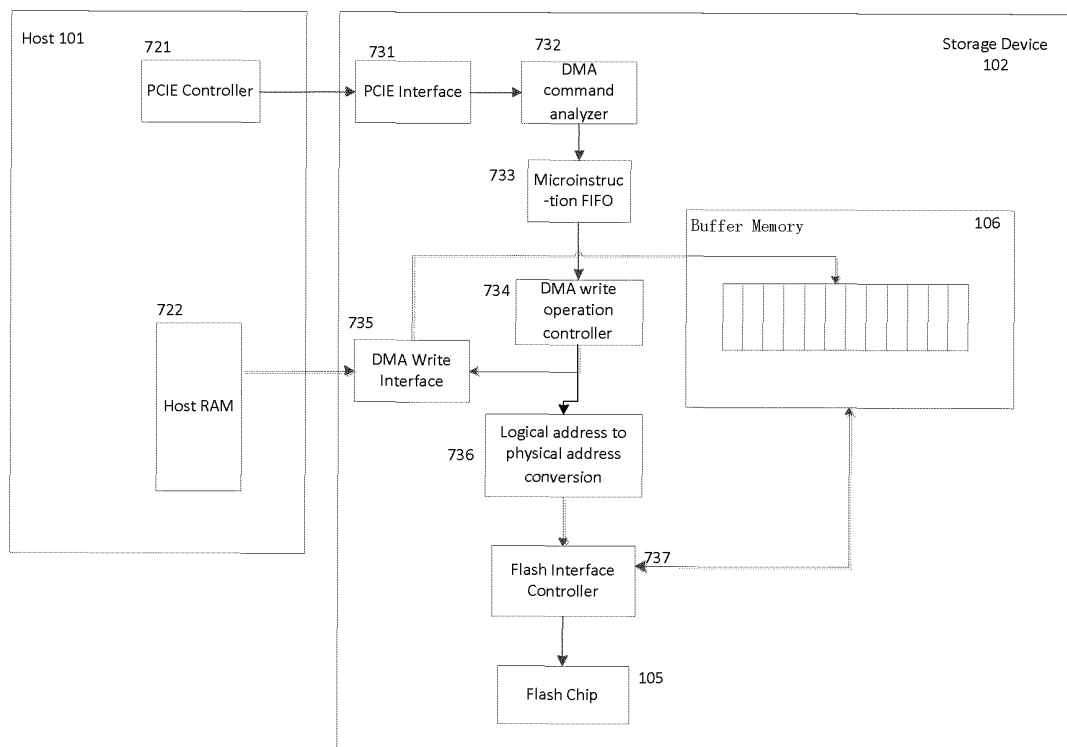 Host 101
721
PCIE Controller
731
PCIE Interface
732
DMA
command
analyzer
Storage Device
102
733
Microinstruc
-tion FIFO
Buffer Memory
106
734
DMA write
operation
controller
722
Host RAM
735
DMA Write
Interface
736
Logical address to
physical address
conversion
737
Flash Interface
Controller
105
Flash Chip